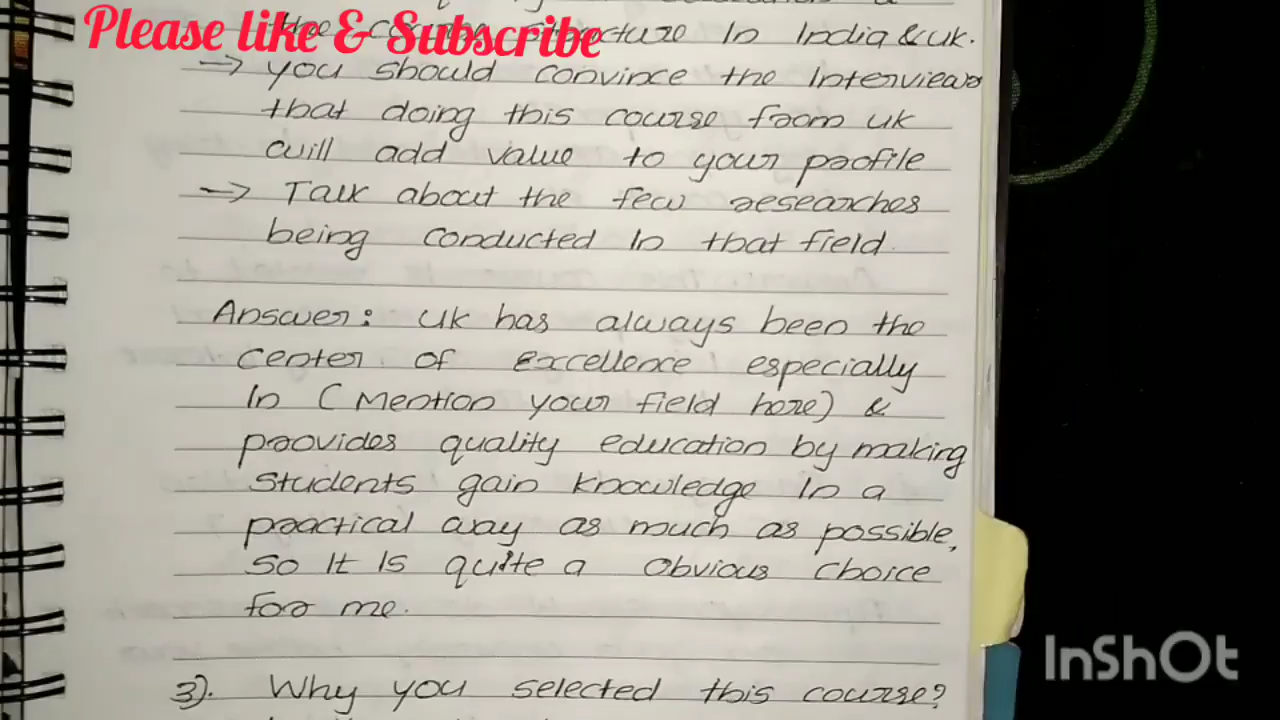 Please like & Subscribe
the structure In India & UK.
→ you should convince the Interviewer
that doing this course from UK
will add value to your profile
→ Talk about the few researches
being conducted In that field.
Answer: UK has always been the
center of excellence, especially
In (Mention your field here) &
provides quality education by making
Students gain knowledge In a
practical way as much as possible,
So It Is quite a obvious choice
for me.
3). Why you selected this course?
InShOt